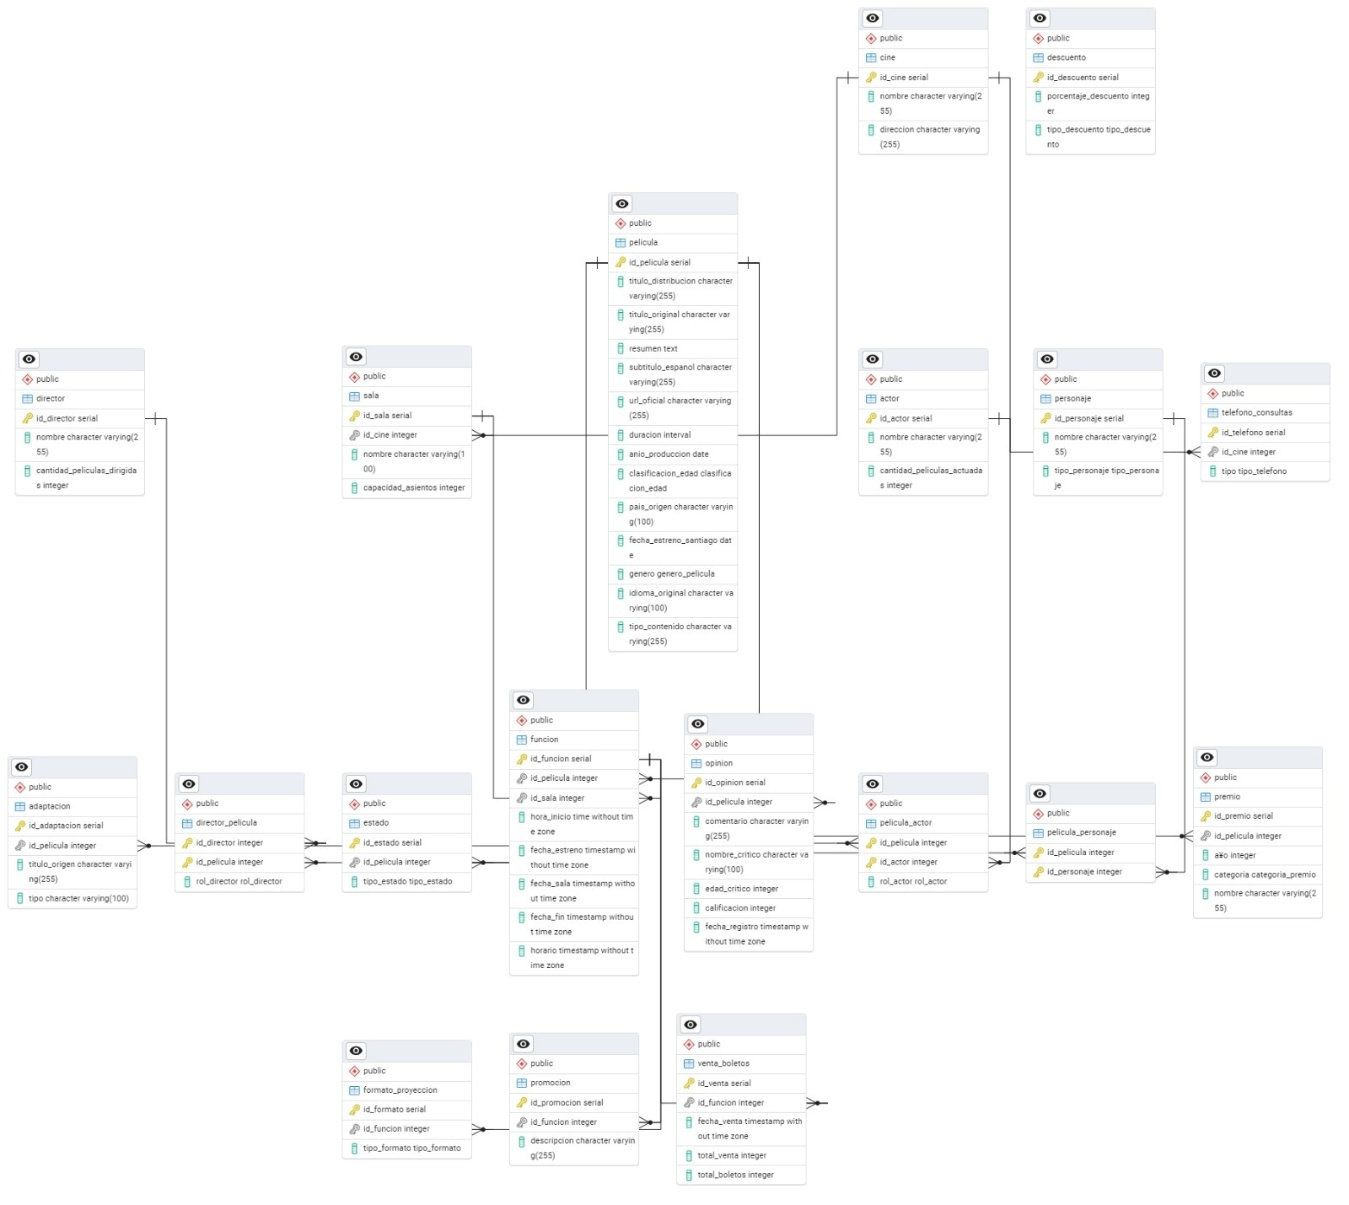 public
cine
id_cine serial
nombre character varying(2
55)
direccion character varying
(255)
public
descuento
id_descuento serial
porcentaje_descuento integ
er
tipo_descuento tipo_descue
nto
public
pelicula
id_pelicula serial
titulo_distribucion character
varying(255)
titulo_original character var
ying(255)
resumen text
subtitulo_espanol character
varying(255)
url_oficial character varying
(255)
duracion interval
anio_produccion date
clasificacion_edad clasifica
cion_edad
pais_origen character varyin
g(100)
fecha_estreno_santiago dat
e
genero genero_pelicula
idioma_original character va
rying(100)
tipo_contenido character va
rying(255)
public
director
id_director serial
nombre character varying(2
55)
cantidad_peliculas_dirigida
s integer
public
sala
id_sala serial
id_cine integer
nombre character varying(1
00)
capacidad_asientos integer
public
actor
id_actor serial
nombre character varying(2
55)
cantidad_peliculas_actuada
s integer
public
personaje
id_personaje serial
nombre character varying(2
55)
tipo_personaje tipo_persona
je
public
telefono_consultas
id_telefono serial
id_cine integer
tipo tipo_telefono
public
adaptacion
id_adaptacion serial
id_pelicula integer
titulo_origen character varyi
ng(255)
tipo character varying(100)
public
director_pelicula
id_director integer
id_pelicula integer
rol_director rol_director
public
estado
id_estado serial
id_pelicula integer
tipo_estado tipo_estado
public
funcion
id_funcion serial
id_pelicula integer
id_sala integer
hora_inicio time without tim
e zone
fecha_estreno timestamp wi
thout time zone
fecha_sala timestamp witho
ut time zone
fecha_fin timestamp withou
t time zone
horario timestamp without t
ime zone
public
opinion
id_opinion serial
id_pelicula integer
comentario character varyin
g(255)
nombre_critico character va
rying(100)
edad_critico integer
calificacion integer
fecha_registro timestamp w
ithout time zone
public
pelicula_actor
id_pelicula integer
id_actor integer
rol_actor rol_actor
public
pelicula_personaje
id_pelicula integer
id_personaje integer
public
premio
id_premio serial
id_pelicula integer
integer
categoria categoria_premio
nombre character varying(2
55)
public
formato_proyeccion
id_formato serial
id_funcion integer
tipo_formato tipo_formato
public
promocion
id_promocion serial
id_funcion integer
descripcion character varyin
g(255)
public
venta_boletos
id_venta serial
id_funcion integer
fecha_venta timestamp with
out time zone
total_venta integer
total_boletos integer